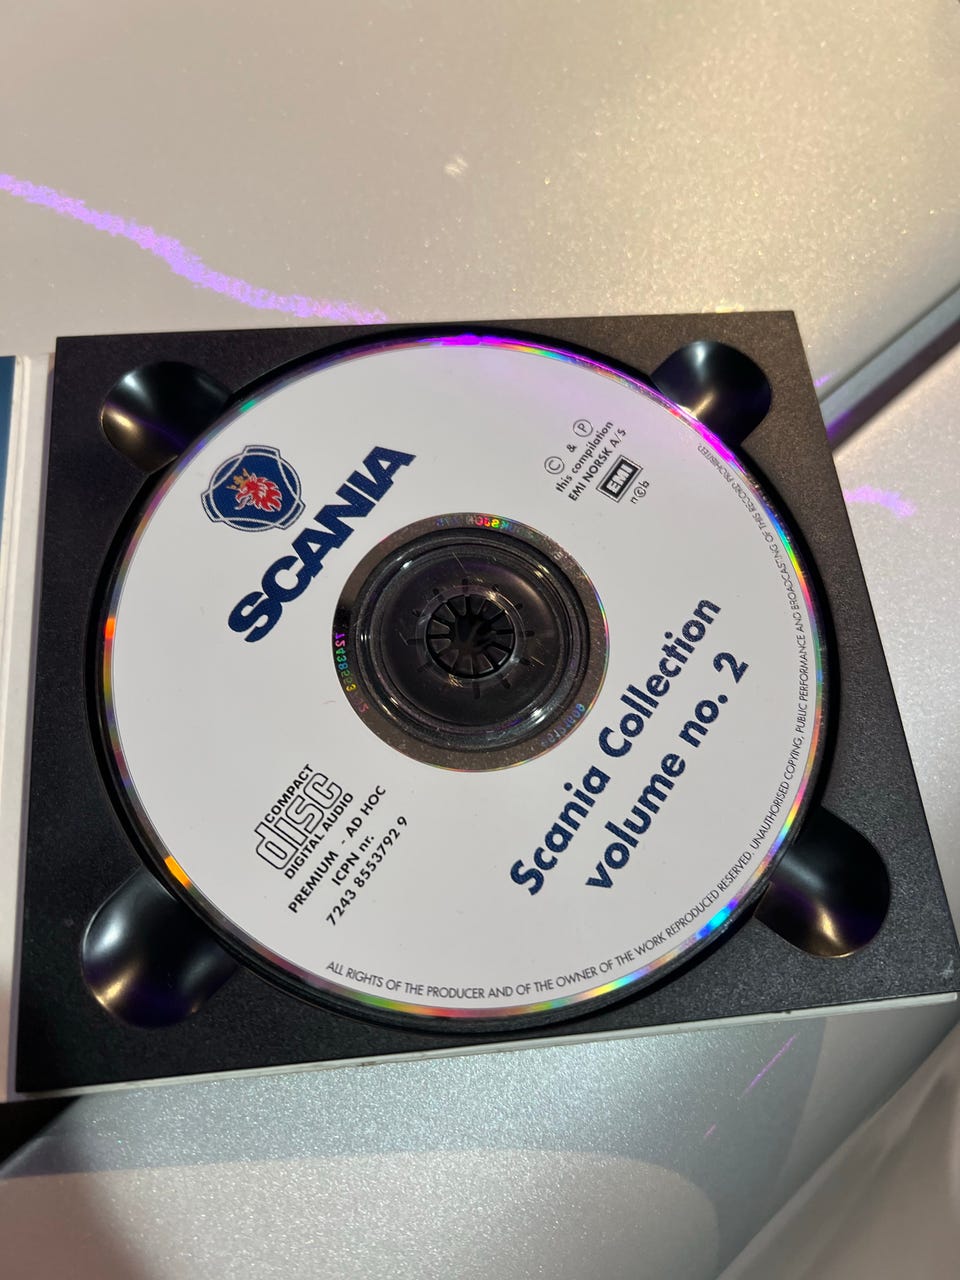 SCANIA
© & ℗
this compilation
EMI NORSK A/S
EMI
n©b
Scania Collection
volume no. 2
COMPACT
disc
DIGITAL AUDIO
PREMIUM - AD HOC
ICPN nr.
7243 8553792 9
ALL RIGHTS OF THE PRODUCER AND OF THE OWNER OF THE WORK REPRODUCED RESERVED. UNAUTHORISED COPYING, PUBLIC PERFORMANCE AND BROADCASTING OF THIS RECORD PROHIBITED.